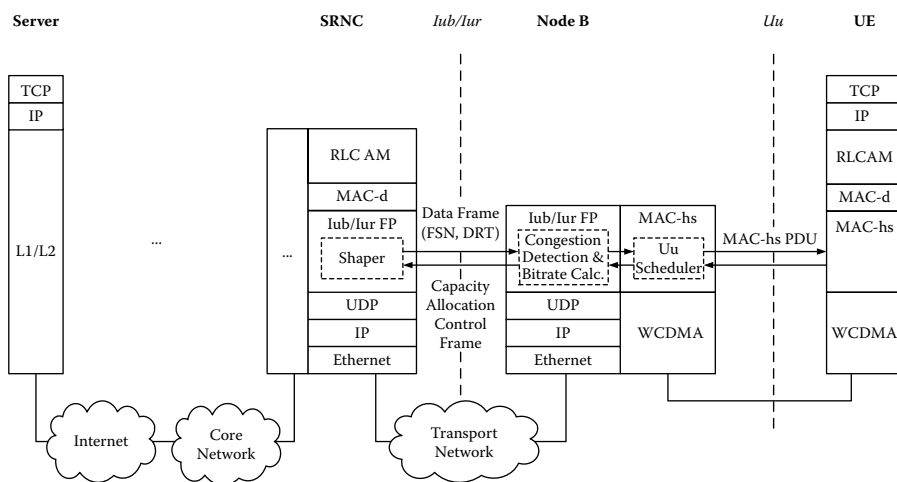 Server
SRNC
Iub/Iur
Node B
Uu
UE
TCP
IP
L1/L2
...
...
RLC AM
MAC-d
Iub/Iur FP
Shaper
UDP
IP
Ethernet
Data Frame
(FSN, DRT)
Capacity
Allocation
Control
Frame
Iub/Iur FP
Congestion
Detection &
Bitrate Calc.
UDP
IP
Ethernet
MAC-hs
Uu
Scheduler
WCDMA
MAC-hs PDU
TCP
IP
RLCAM
MAC-d
MAC-hs
WCDMA
Internet
Core
Network
Transport
Network